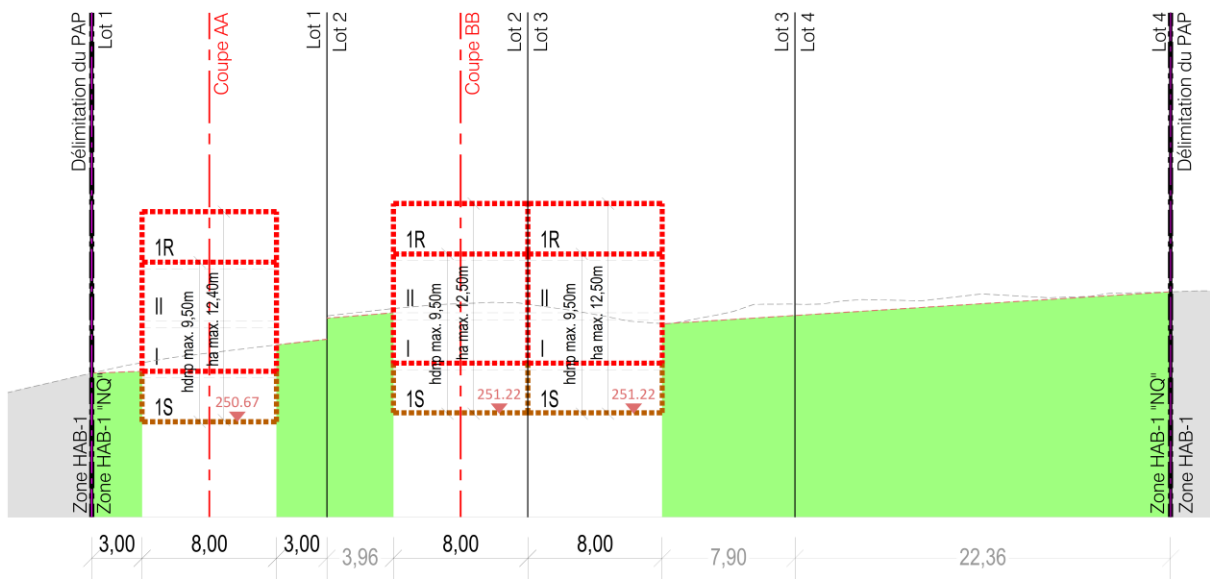 Délimitation du PAP
Lot 1
Coupe AA
Lot 1
Lot 2
Coupe BB
Lot 2
Lot 3
Lot 3
Lot 4
Lot 4
Délimitation du PAP
1R
II
I
hdmp max. 9,50m
ha max. 12,40m
1S
250.67
1R
II
I
hdmp max. 9,50m
ha max. 12,50m
1S
251.22
1R
II
I
hdmp max. 9,50m
ha max. 12,50m
1S
251.22
Zone HAB-1
Zone HAB-1 "NQ"
Zone HAB-1 "NQ"
Zone HAB-1
3,00
8,00
3,00
3,96
8,00
8,00
7,90
22,36